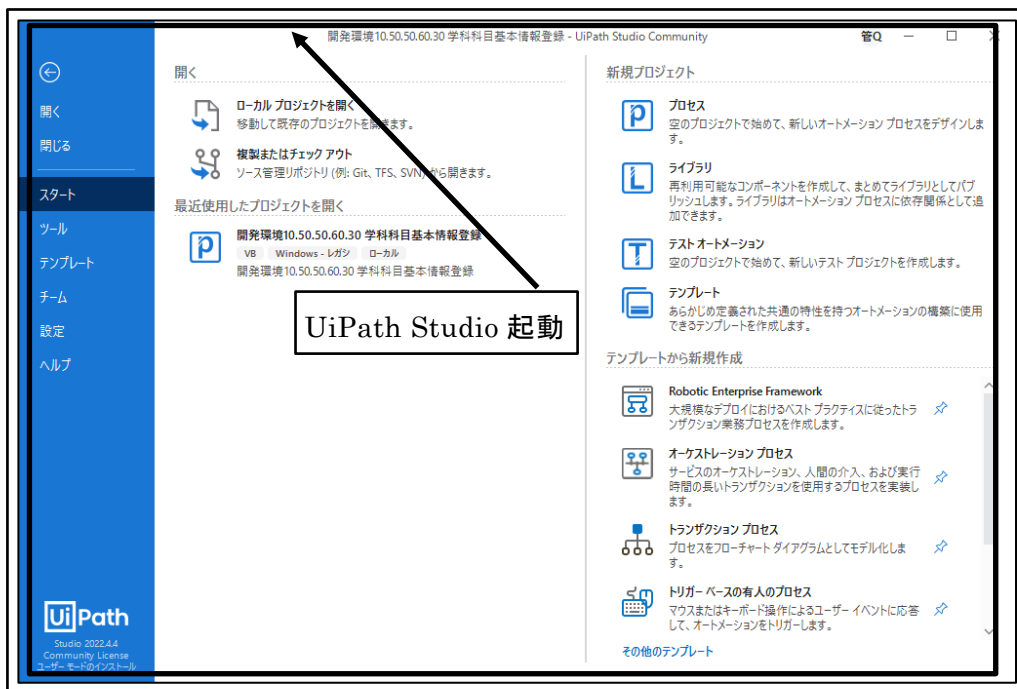 開発環境10.50.50.60.30 学科科目基本情報登録 - UiPath Studio Community
管Q
開く
閉じる
スタート
ツール
テンプレート
チーム
設定
ヘルプ
UiPath
Studio 2022.4.4
Community License
ユーザー モードのインストール
開く
ローカル プロジェクトを開く
移動して既存のプロジェクトを開きます。
複製またはチェック アウト
ソース管理リポジトリ (例: Git、TFS、SVN) から開きます。
最近使用したプロジェクトを開く
開発環境10.50.50.60.30 学科科目基本情報登録
VB Windows - レガシ ローカル
開発環境10.50.50.60.30 学科科目基本情報登録
UiPath Studio 起動
新規プロジェクト
プロセス
空のプロジェクトで始めて、新しいオートメーション プロセスをデザインしま
す。
ライブラリ
再利用可能なコンポーネントを作成して、まとめてライブラリとしてパブ
リッシュします。ライブラリはオートメーション プロセスに依存関係として追
加できます。
テスト オートメーション
空のプロジェクトで始めて、新しいテスト プロジェクトを作成します。
テンプレート
あらかじめ定義された共通の特性を持つオートメーションの構築に使用
できるテンプレートを作成します。
テンプレートから新規作成
Robotic Enterprise Framework
大規模なデプロイにおけるベスト プラクティスに従ったトラ
ンザクション業務プロセスを作成します。
オーケストレーション プロセス
サービスのオーケストレーション、人間の介入、および実行
時間の長いトランザクションを使用するプロセスを実装し
ます。
トランザクション プロセス
プロセスをフローチャート ダイアグラムとしてモデル化しま
す。
トリガー ベースの有人のプロセス
マウスまたはキーボード操作によるユーザー イベントに応答
して、オートメーションをトリガーします。
その他のテンプレート